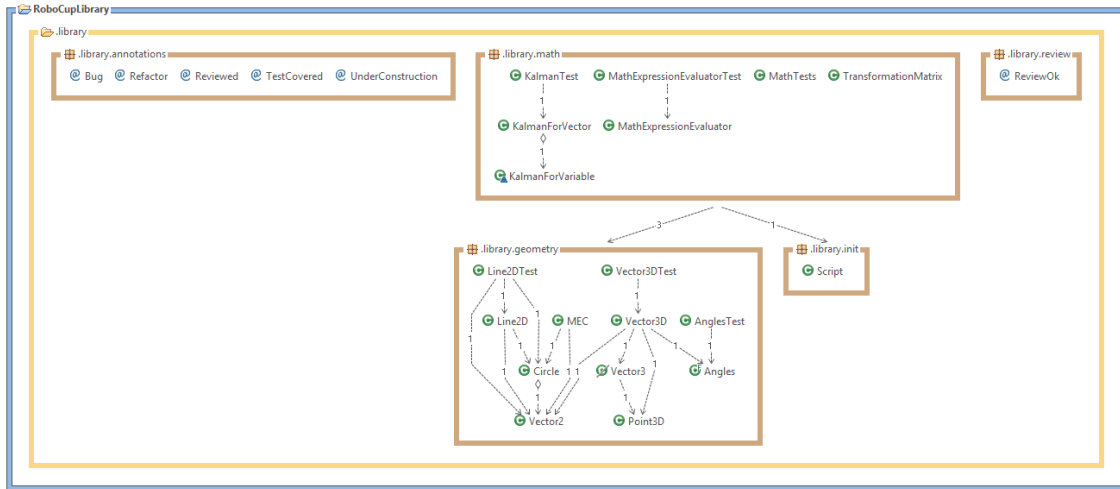 RoboCupLibrary
.library
.library.annotations
Bug Refactor Reviewed TestCovered UnderConstruction
.library.math
KalmanTest MathExpressionEvaluatorTest MathTests TransformationMatrix
1 1
KalmanForVector MathExpressionEvaluator
1
KalmanForVariable
.library.review
ReviewOk
3 1
.library.geometry
Line2DTest Vector3DTest
1 1
Line2D MEC Vector3D AnglesTest
1 1 1 1 1 1 1 1
Circle Vector3 Angles
1 1 1 1 1 1
Vector2 Point3D
.library.init
Script